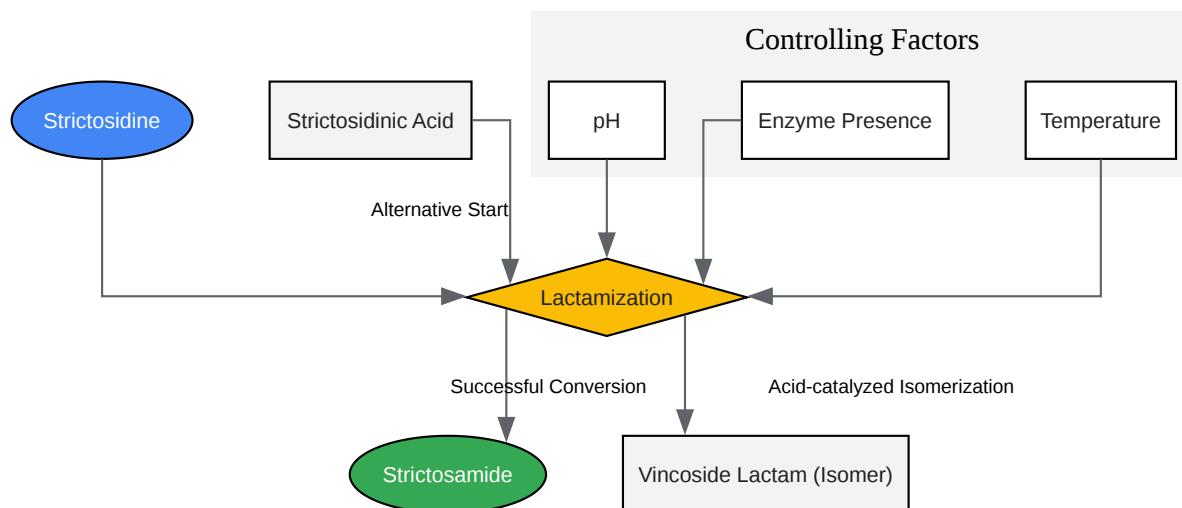 Controlling Factors
Strictosidine
Strictosidinic Acid
pH
Enzyme Presence
Temperature
Alternative Start
Lactamization
Successful Conversion
Acid-catalyzed Isomerization
Strictosamide
Vincoside Lactam (Isomer)